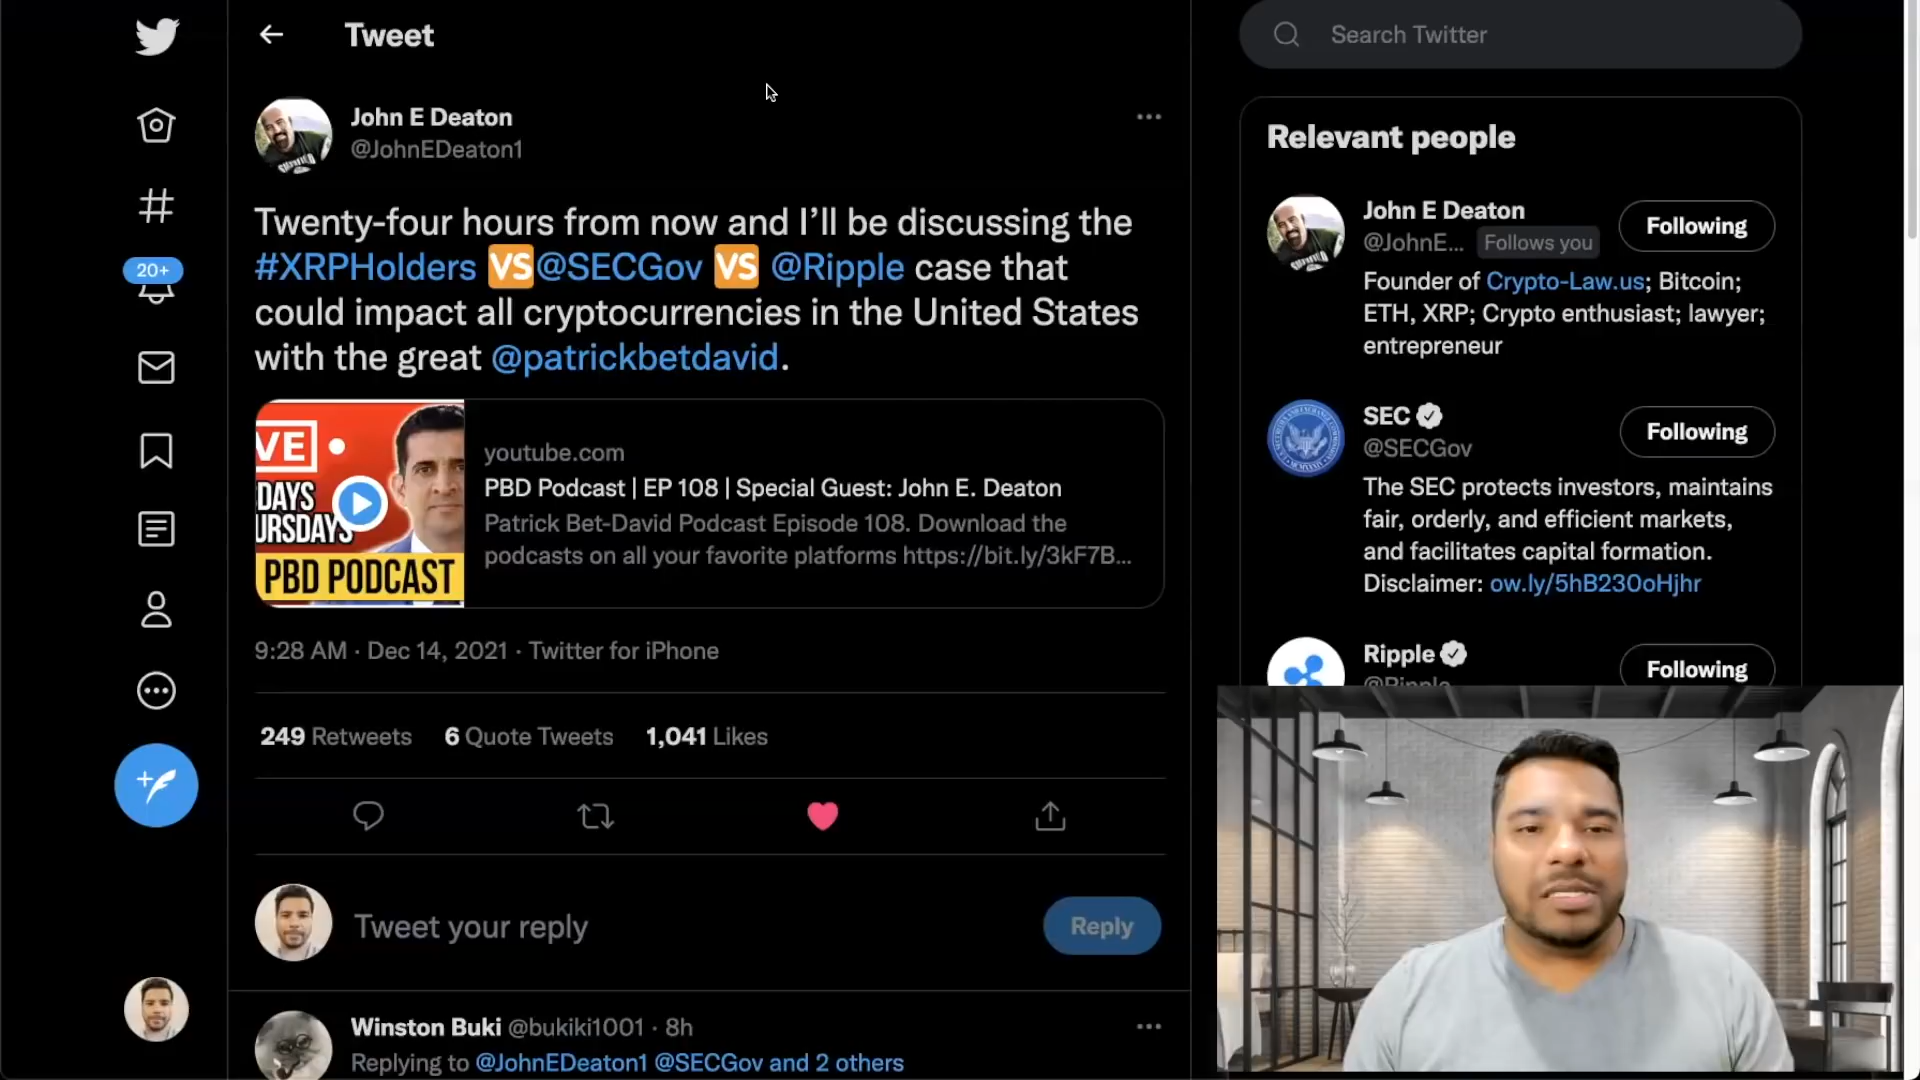 Tweet
John E Deaton
@JohnEDeaton1
Twenty-four hours from now and I'll be discussing the
#XRPHolders VS@SECGov VS @Ripple case that
could impact all cryptocurrencies in the United States
with the great @patrickbetdavid.
VE
DAYS
URSDAYS
PBD PODCAST
youtube.com
PBD Podcast | EP 108 | Special Guest: John E. Deaton
Patrick Bet-David Podcast Episode 108. Download the
podcasts on all your favorite platforms https://bit.ly/3kF7B...
9:28 AM · Dec 14, 2021 · Twitter for iPhone
249 Retweets 6 Quote Tweets 1,041 Likes
Tweet your reply
Reply
Winston Buki @bukiki1001 · 8h
Replying to @JohnEDeaton1 @SECGov and 2 others
20+
Search Twitter
Relevant people
John E Deaton
@JohnE... Follows you
Following
Founder of Crypto-Law.us; Bitcoin;
ETH, XRP; Crypto enthusiast; lawyer;
entrepreneur
SEC
@SECGov
Following
The SEC protects investors, maintains
fair, orderly, and efficient markets,
and facilitates capital formation.
Disclaimer: ow.ly/5hB230oHjhr
Ripple
@Ripple
Following